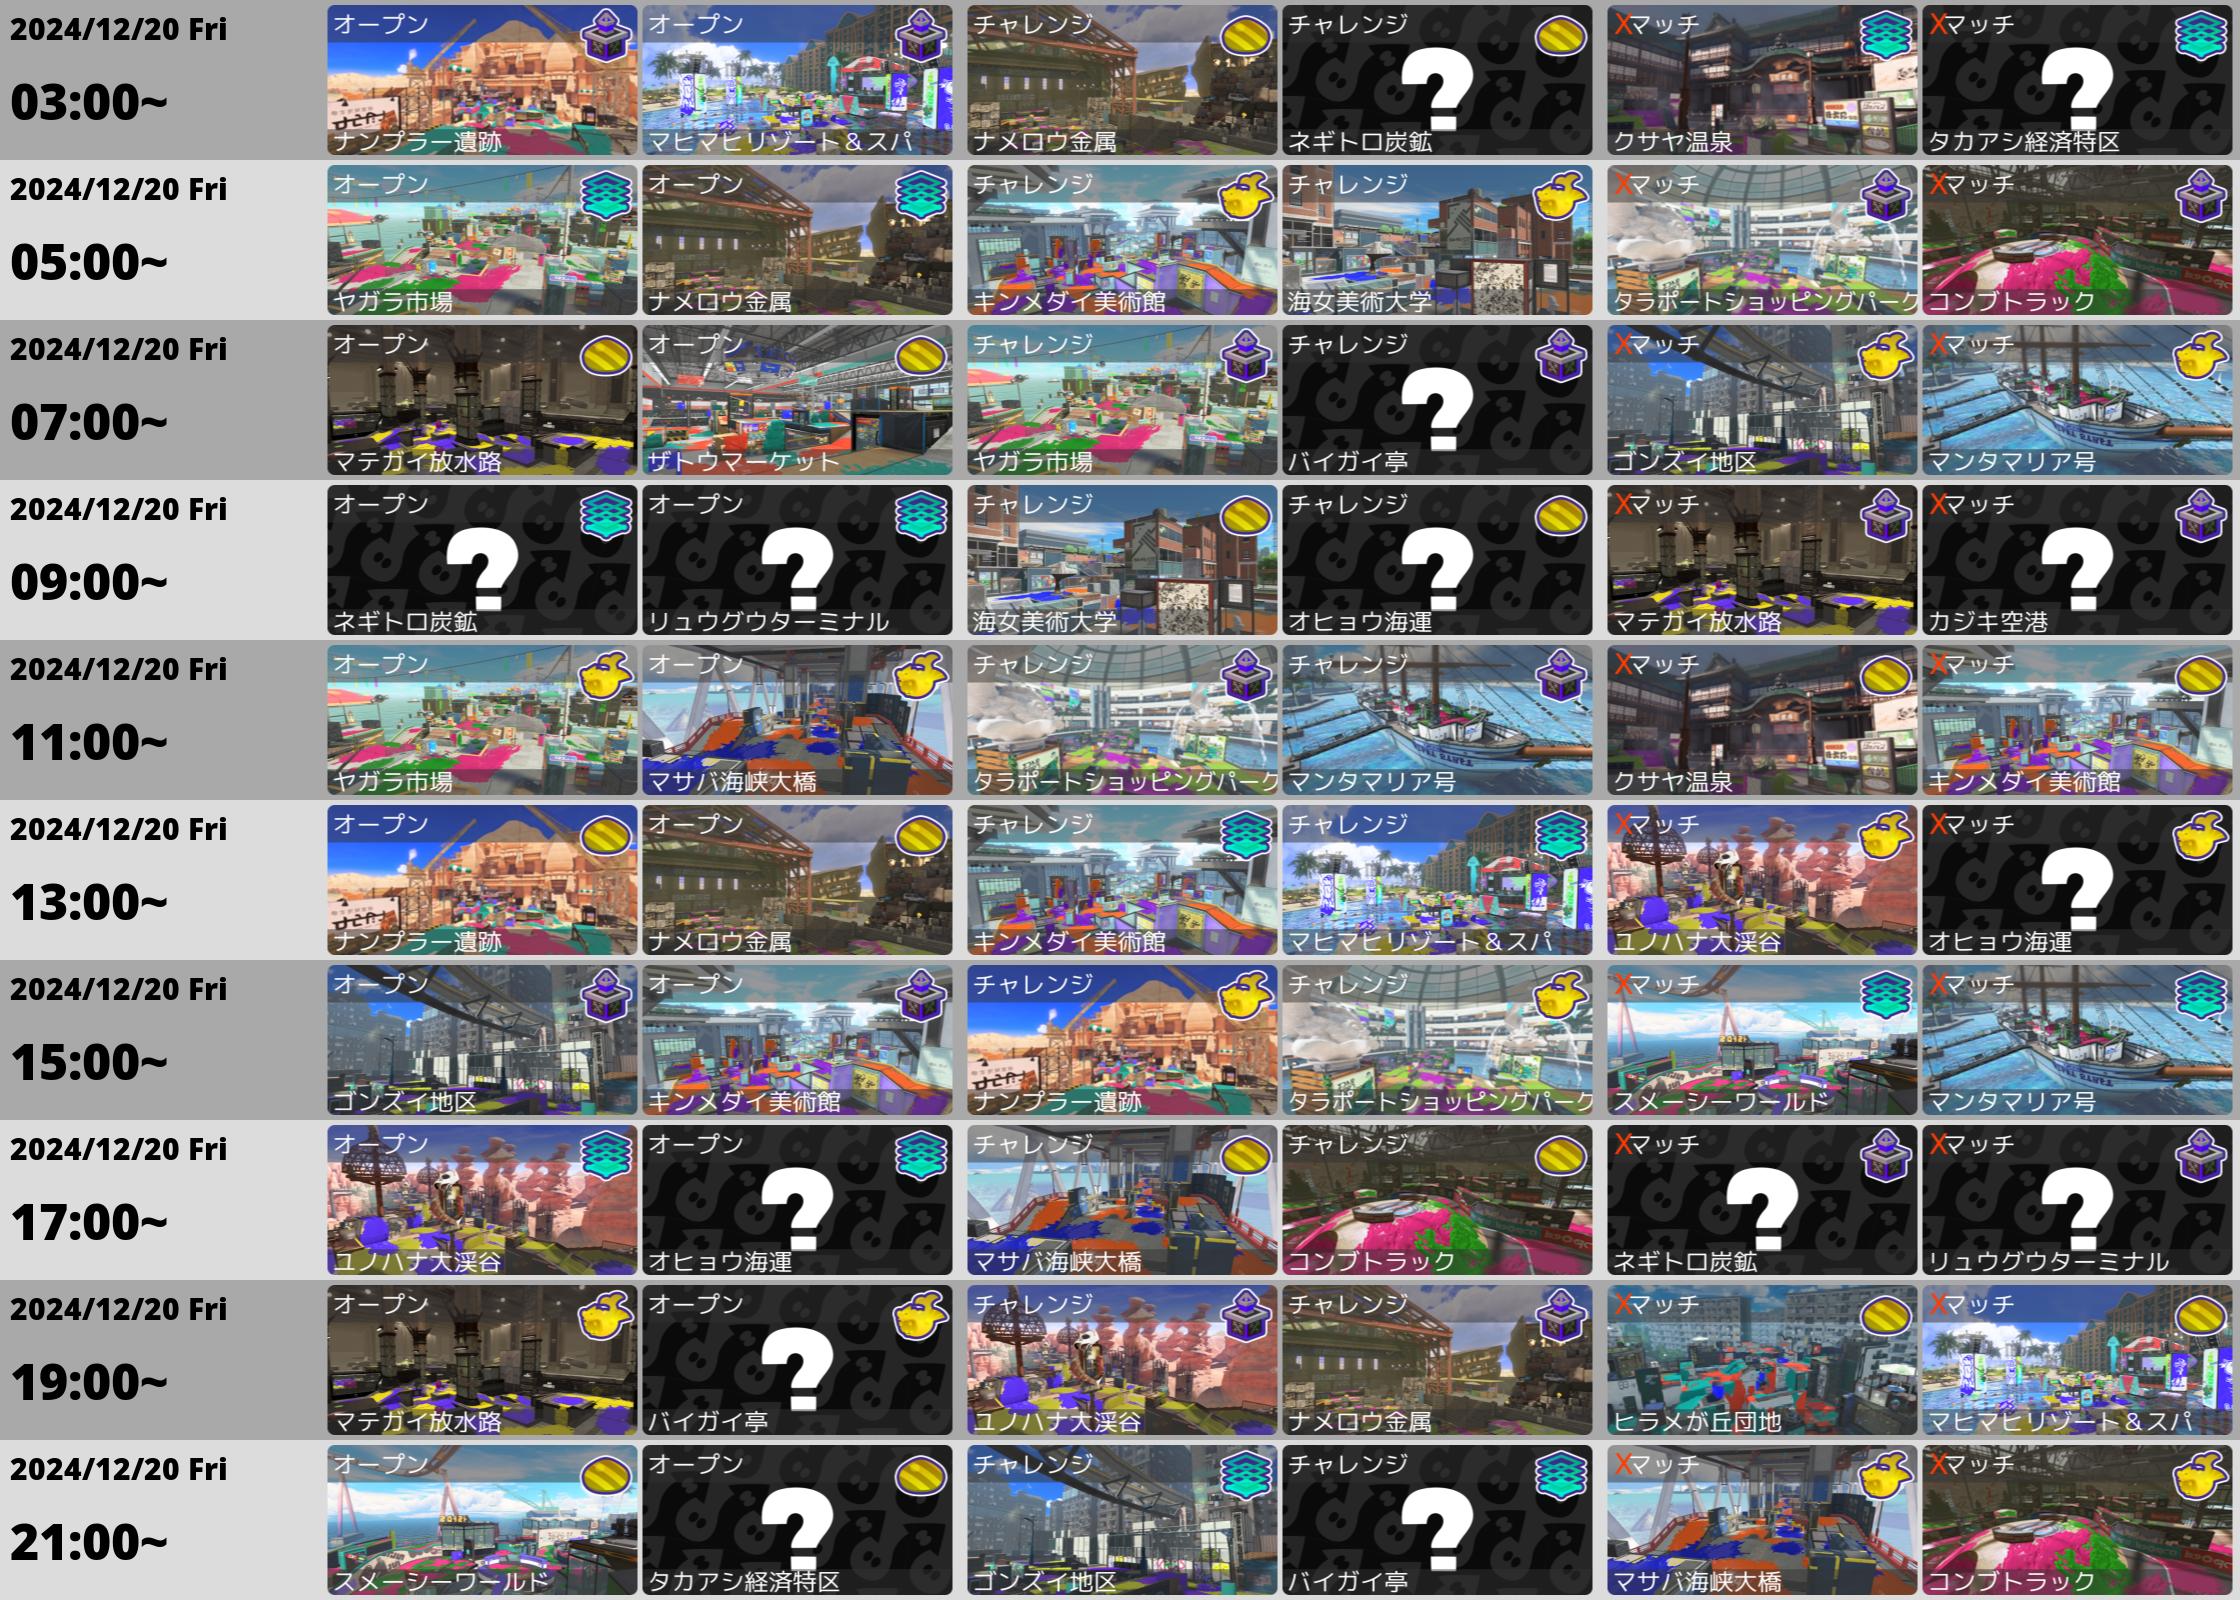 2024/12/20 Fri
03:00~
オープン
ナンプラー遺跡
オープン
マヒマヒリゾート&スパ
チャレンジ
ナメロウ金属
チャレンジ
?
ネギトロ炭鉱
Xマッチ
クサヤ温泉
Xマッチ
?
タカアシ経済特区
2024/12/20 Fri
05:00~
オープン
ヤガラ市場
オープン
ナメロウ金属
チャレンジ
キンメダイ美術館
チャレンジ
海女美術大学
Xマッチ
タラポートショッピングパーク
Xマッチ
コンブトラック
2024/12/20 Fri
07:00~
オープン
マテガイ放水路
オープン
ザトウマーケット
チャレンジ
ヤガラ市場
チャレンジ
?
バイガイ亭
Xマッチ
ゴンズイ地区
Xマッチ
マンタマリア号
2024/12/20 Fri
09:00~
オープン
?
ネギトロ炭鉱
オープン
?
リュウグウターミナル
チャレンジ
海女美術大学
チャレンジ
?
オヒョウ海運
Xマッチ
マテガイ放水路
Xマッチ
?
カジキ空港
2024/12/20 Fri
11:00~
オープン
ヤガラ市場
オープン
マサバ海峡大橋
チャレンジ
タラポートショッピングパーク
チャレンジ
マンタマリア号
Xマッチ
クサヤ温泉
Xマッチ
キンメダイ美術館
2024/12/20 Fri
13:00~
オープン
ナンプラー遺跡
オープン
ナメロウ金属
チャレンジ
キンメダイ美術館
チャレンジ
マヒマヒリゾート&スパ
Xマッチ
ユノハナ大渓谷
Xマッチ
?
オヒョウ海運
2024/12/20 Fri
15:00~
オープン
ゴンズイ地区
オープン
キンメダイ美術館
チャレンジ
ナンプラー遺跡
チャレンジ
タラポートショッピングパーク
Xマッチ
スメーシーワールド
Xマッチ
マンタマリア号
2024/12/20 Fri
17:00~
オープン
ユノハナ大渓谷
オープン
?
オヒョウ海運
チャレンジ
マサバ海峡大橋
チャレンジ
コンブトラック
Xマッチ
?
ネギトロ炭鉱
Xマッチ
?
リュウグウターミナル
2024/12/20 Fri
19:00~
オープン
マテガイ放水路
オープン
?
バイガイ亭
チャレンジ
ユノハナ大渓谷
チャレンジ
ナメロウ金属
Xマッチ
ヒラメが丘団地
Xマッチ
マヒマヒリゾート&スパ
2024/12/20 Fri
21:00~
オープン
スメーシーワールド
オープン
?
タカアシ経済特区
チャレンジ
ゴンズイ地区
チャレンジ
?
バイガイ亭
Xマッチ
マサバ海峡大橋
Xマッチ
コンブトラック